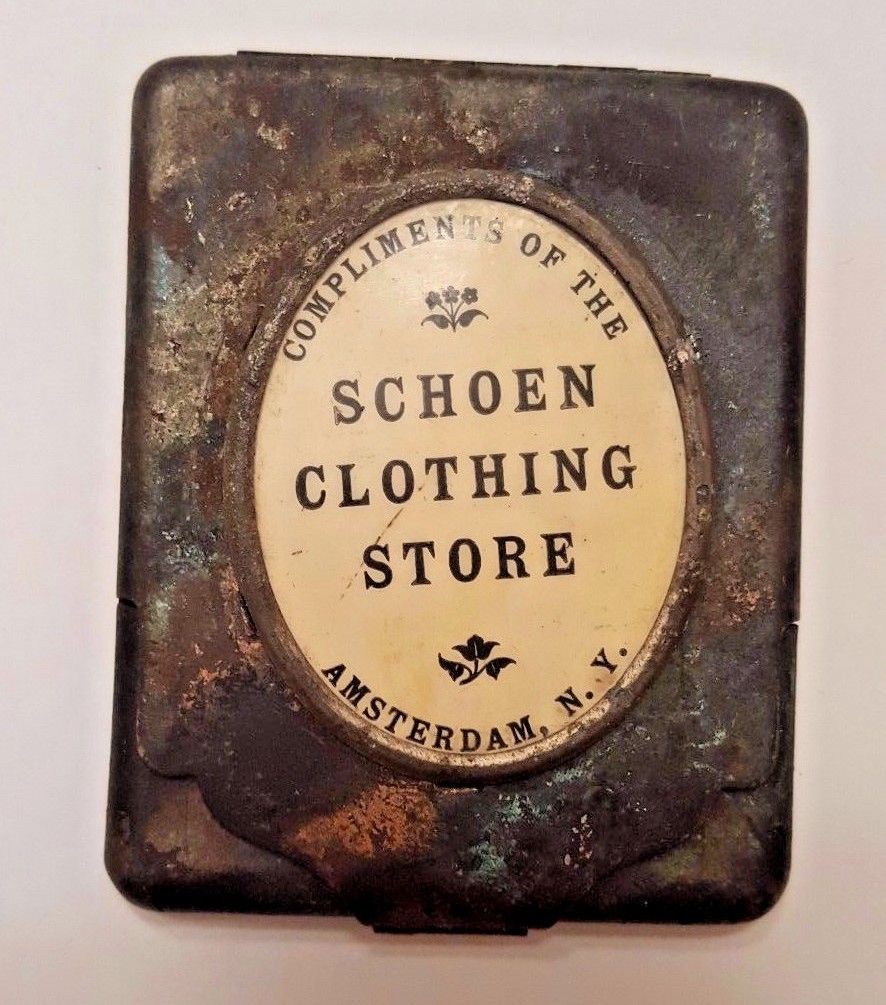 COMPLIMENTS OF THE
SCHOEN
CLOTHING
STORE
AMSTERDAM, N. Y.